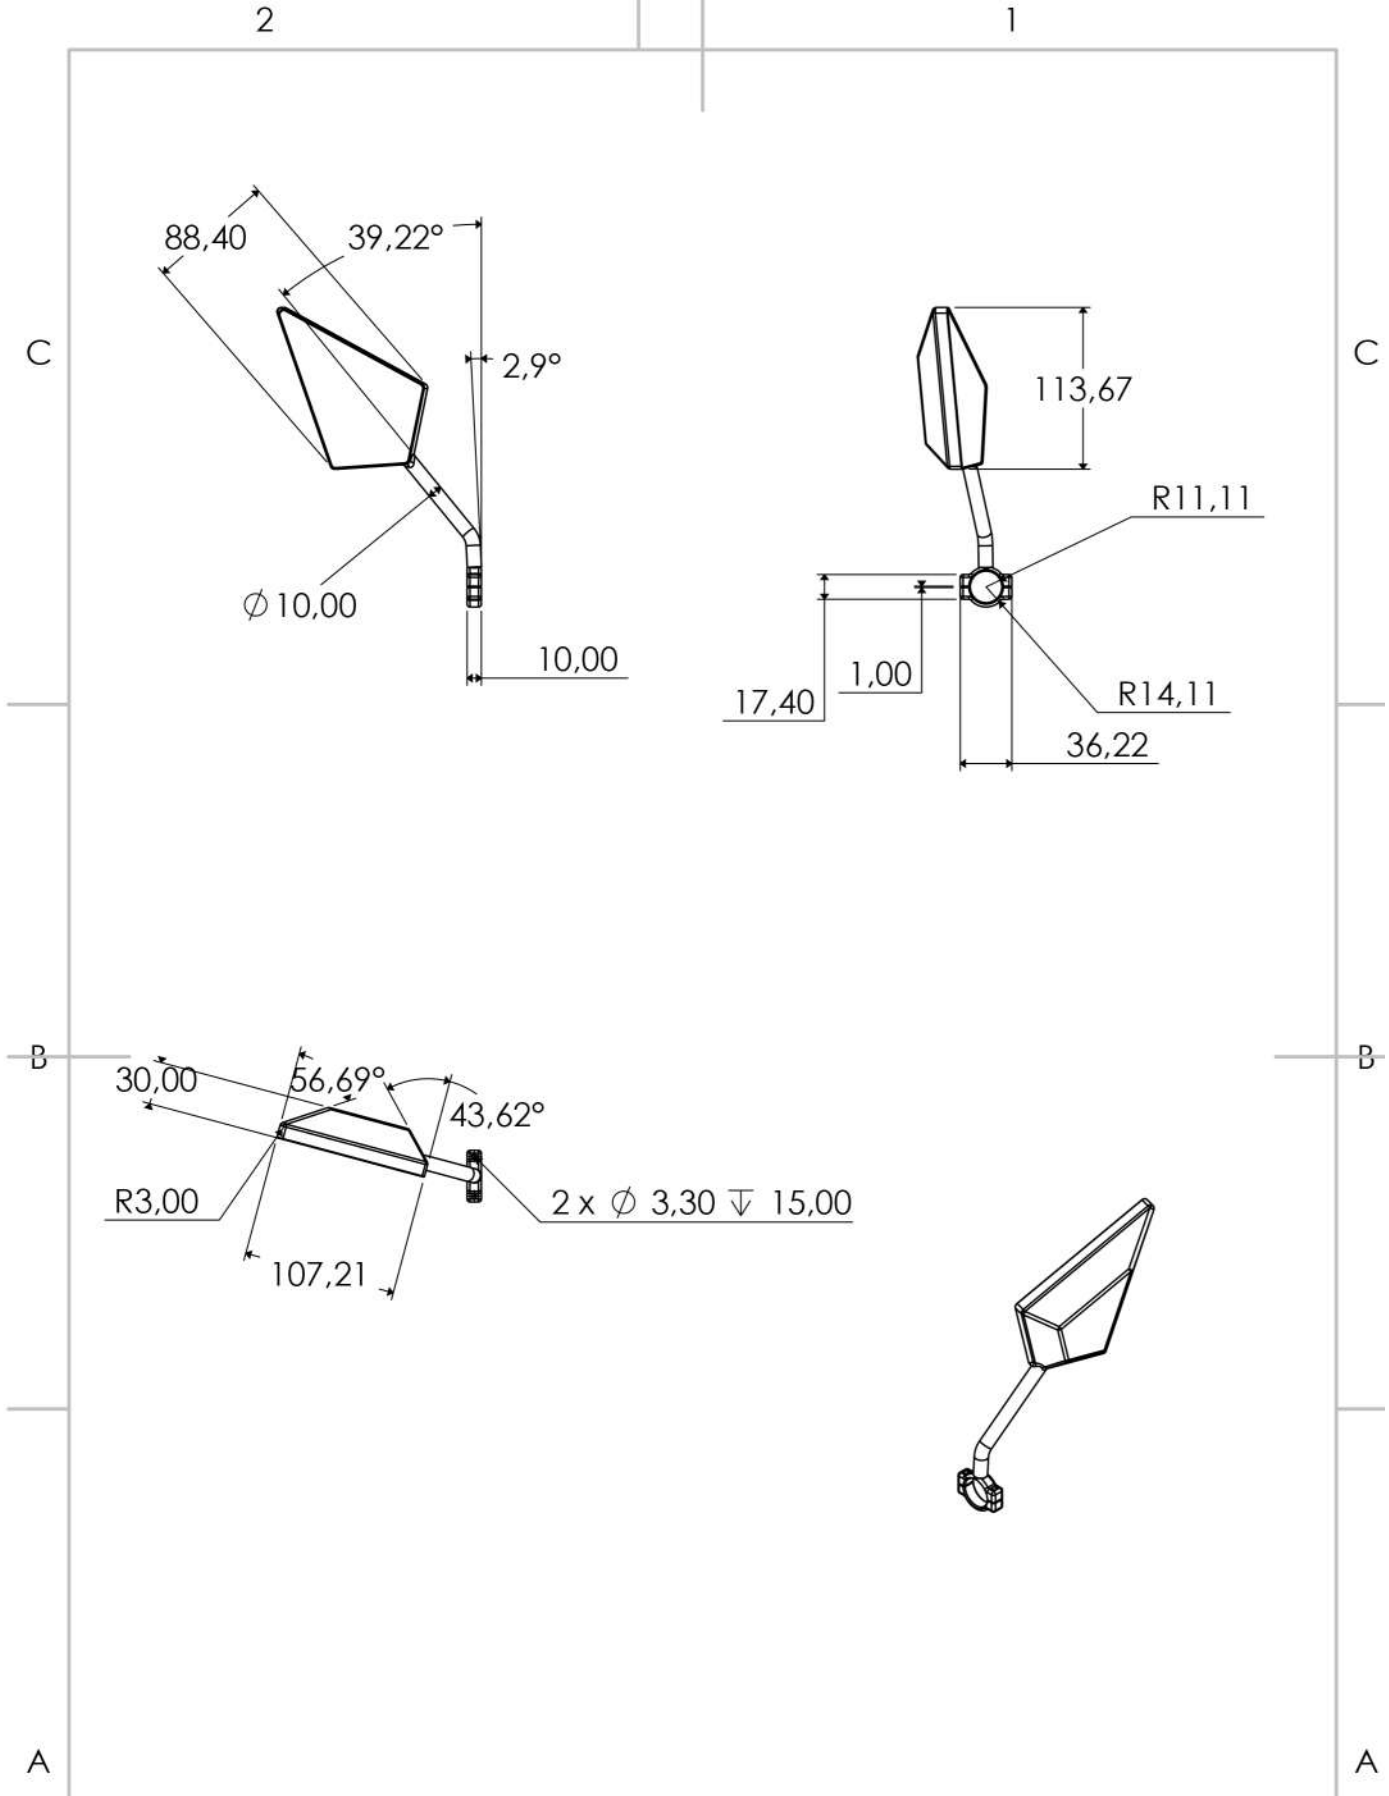 2 1
88,40 39,22°
C C
2,9°
113,67
R11,11
⌀ 10,00
10,00
1,00
17,40
R14,11
36,22
B B
30,00 56,69°
43,62°
R3,00
2 x ⌀ 3,30 ↧ 15,00
107,21
A A